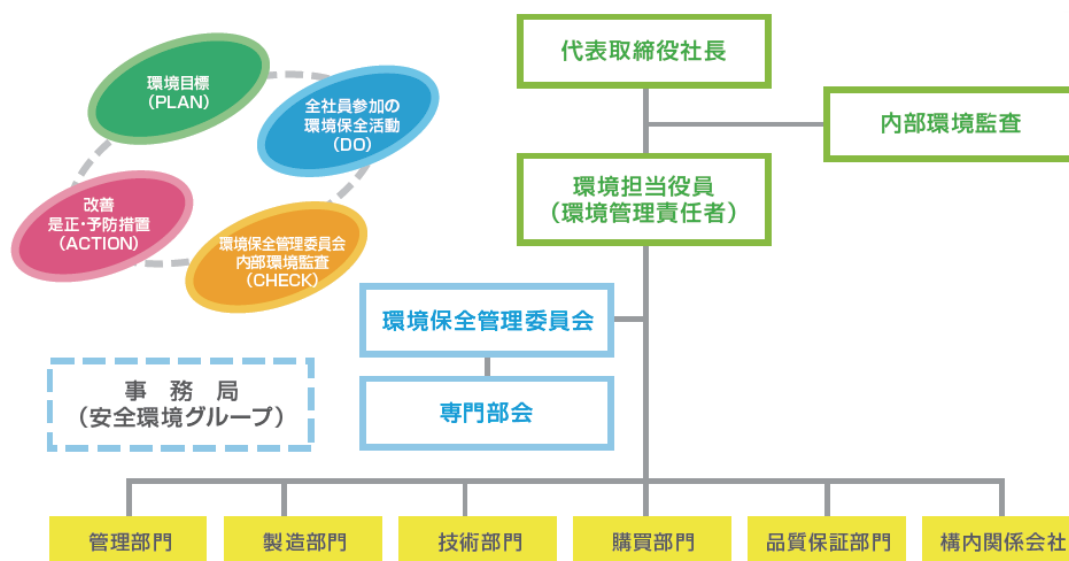 環境目標
(PLAN)
全社員参加の
環境保全活動
(DO)
改善
是正・予防措置
(ACTION)
環境保全管理委員会
内部環境監査
(CHECK)
代表取締役社長
内部環境監査
環境担当役員
(環境管理責任者)
環境保全管理委員会
専門部会
事 務 局
(安全環境グループ)
管理部門
製造部門
技術部門
購買部門
品質保証部門
構内関係会社